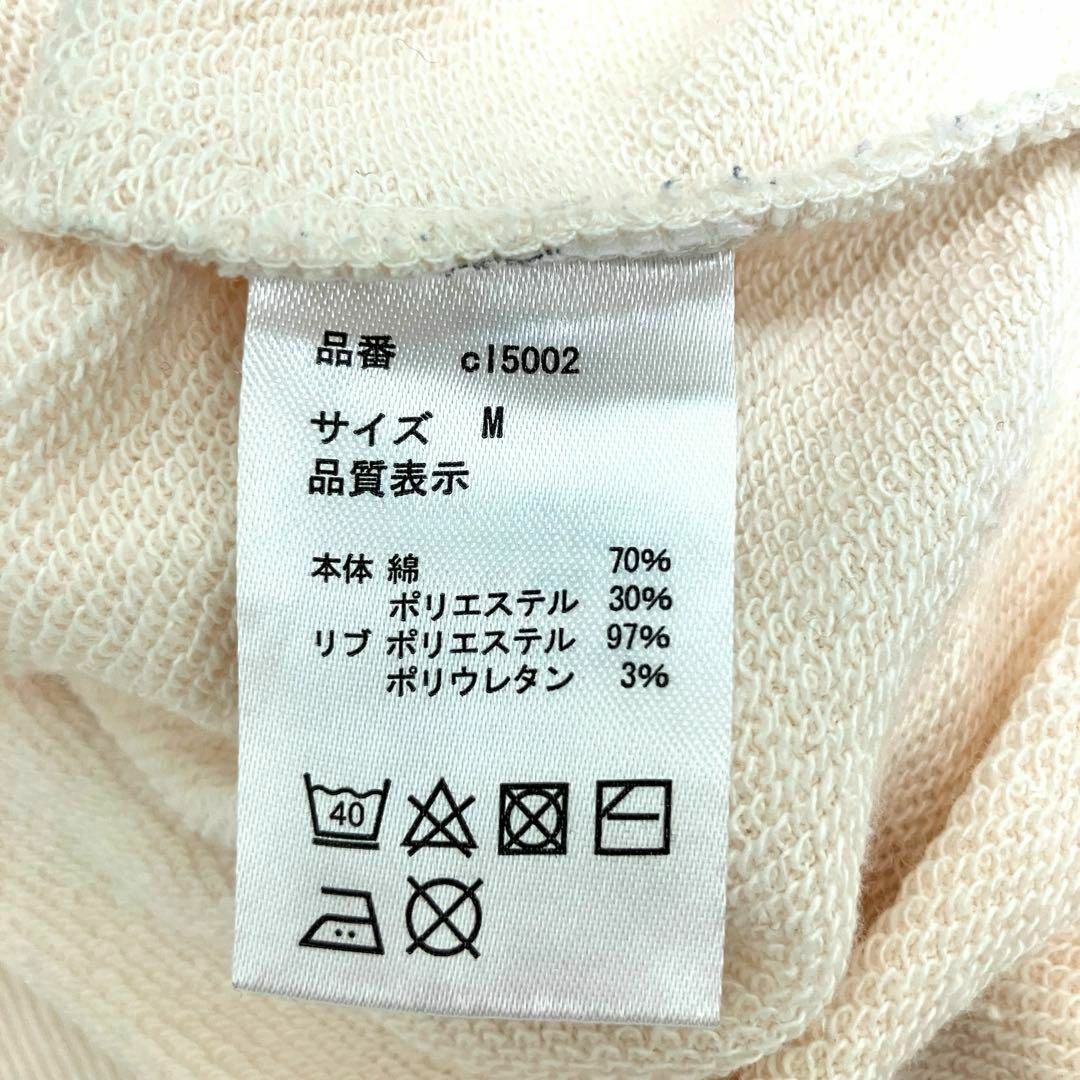 品番 cl5002
サイズ M
品質表示
本体 綿 70%
ポリエステル 30%
リブ ポリエステル 97%
ポリウレタン 3%
40